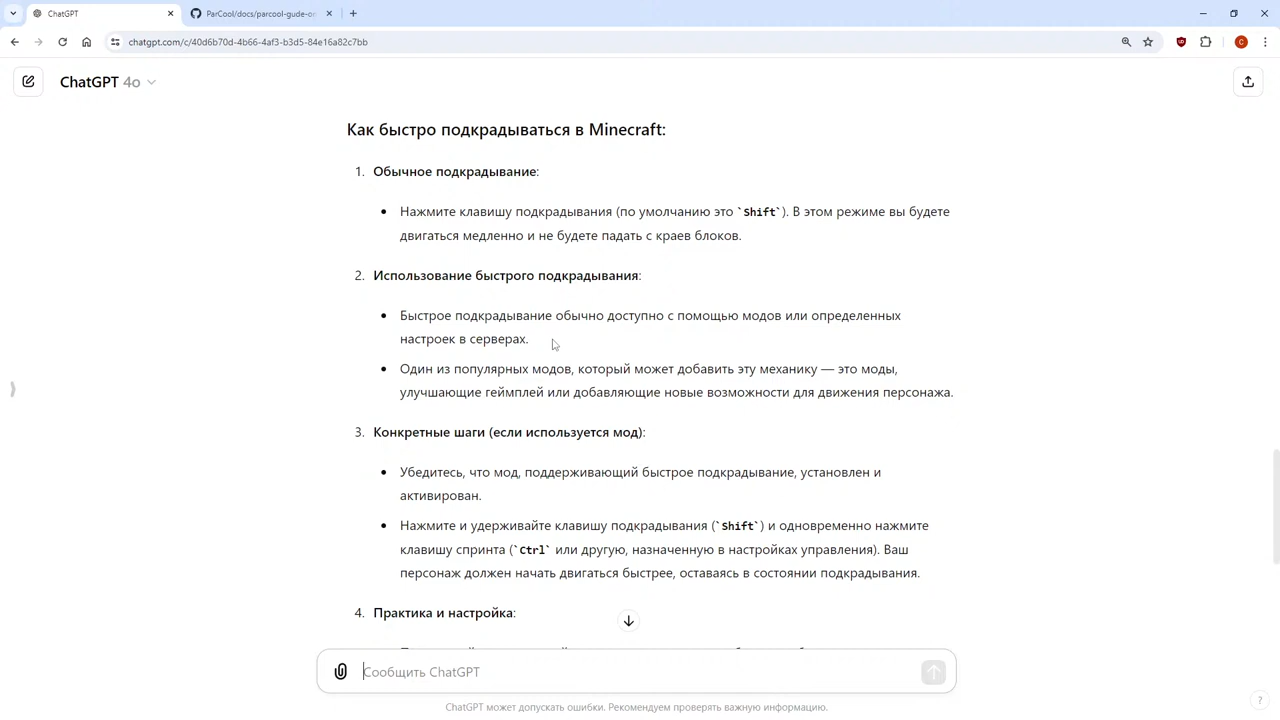 ChatGPT
ParCool/docs/parcool-gude-en
chatgpt.com/c/40d6b70d-4b66-4af3-b3d5-84e16a82c7bb
ChatGPT 4o
Как быстро подкрадываться в Minecraft:
1. Обычное подкрадывание:
• Нажмите клавишу подкрадывания (по умолчанию это `Shift`). В этом режиме вы будете
двигаться медленно и не будете падать с краев блоков.
2. Использование быстрого подкрадывания:
• Быстрое подкрадывание обычно доступно с помощью модов или определенных
настроек в серверах.
• Один из популярных модов, который может добавить эту механику — это моды,
улучшающие геймплей или добавляющие новые возможности для движения персонажа.
3. Конкретные шаги (если используется мод):
• Убедитесь, что мод, поддерживающий быстрое подкрадывание, установлен и
активирован.
• Нажмите и удерживайте клавишу подкрадывания (`Shift`) и одновременно нажмите
клавишу спринта (`Ctrl` или другую, назначенную в настройках управления). Ваш
персонаж должен начать двигаться быстрее, оставаясь в состоянии подкрадывания.
4. Практика и настройка:
Сообщить ChatGPT
ChatGPT может допускать ошибки. Рекомендуем проверять важную информацию.
?